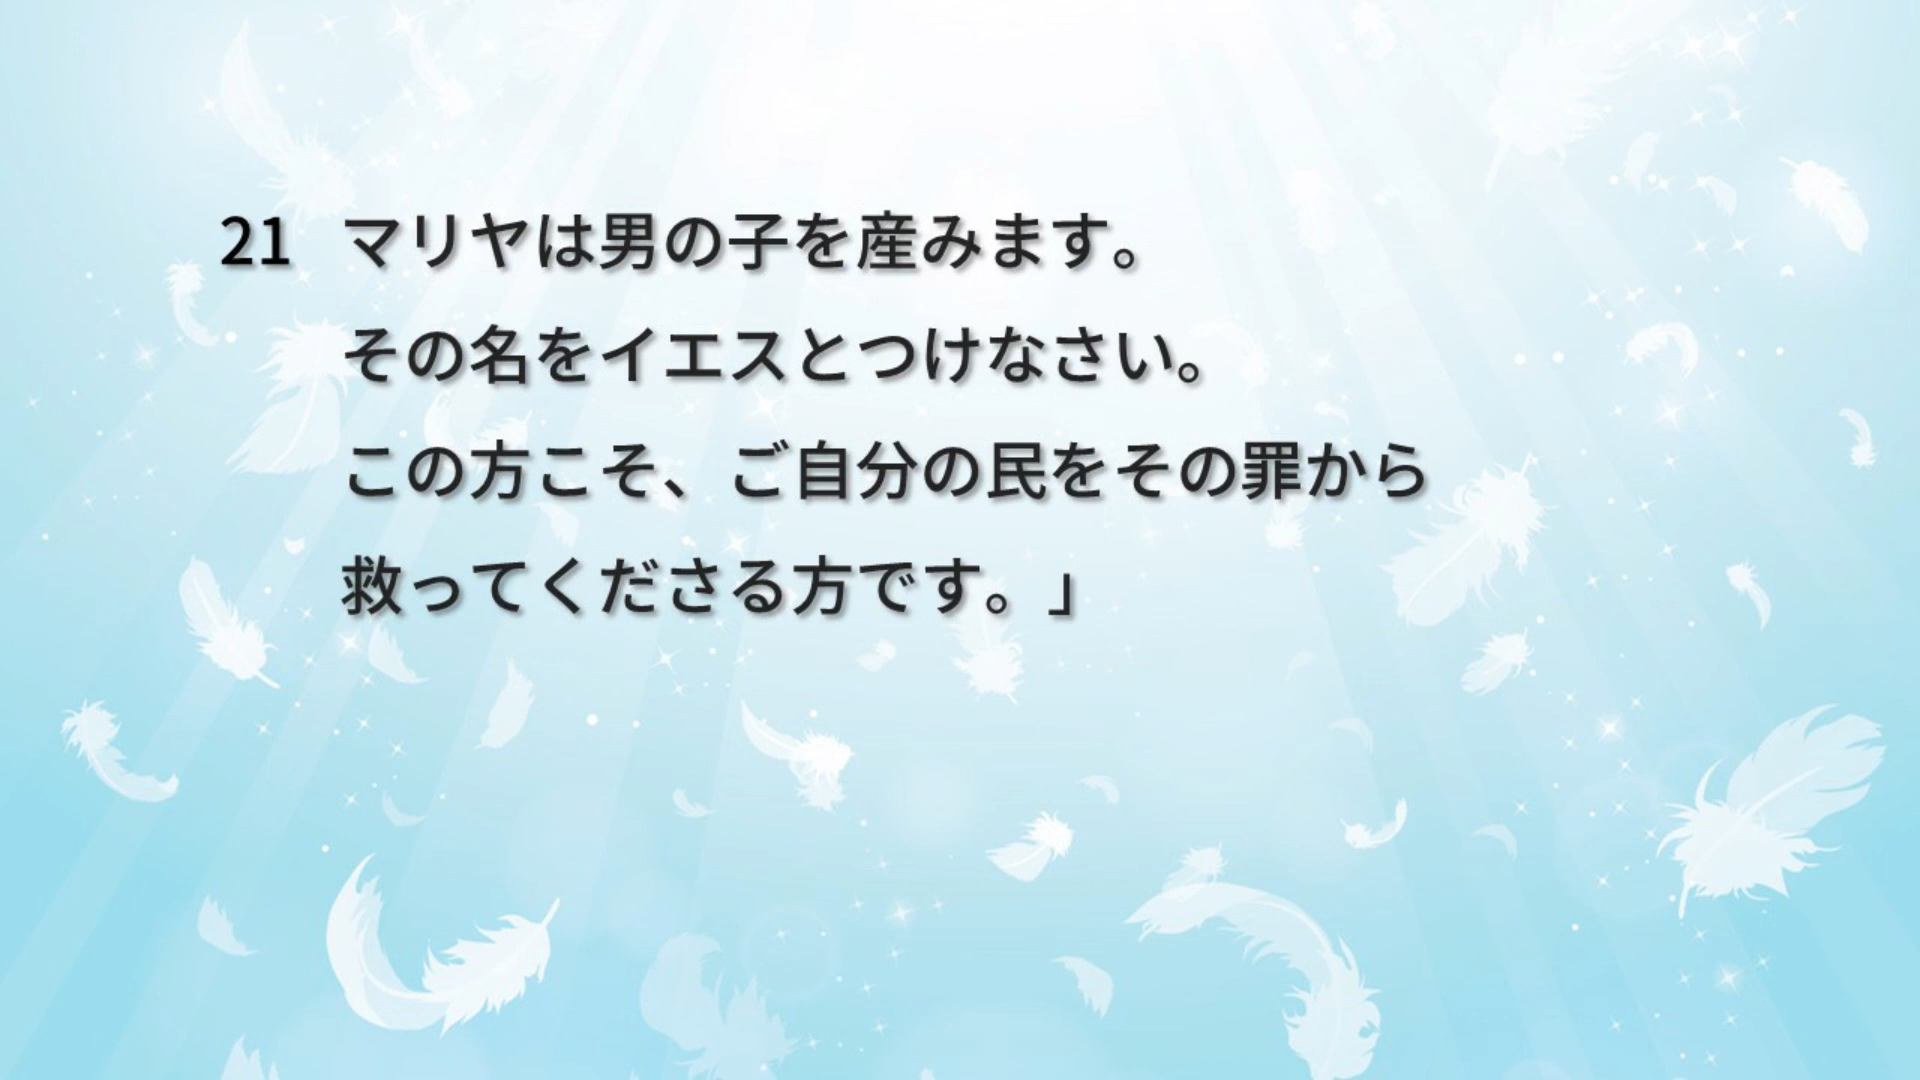 21 マリヤは男の子を産みます。
その名をイエスとつけなさい。
この方こそ、ご自分の民をその罪から
救ってくださる方です。」